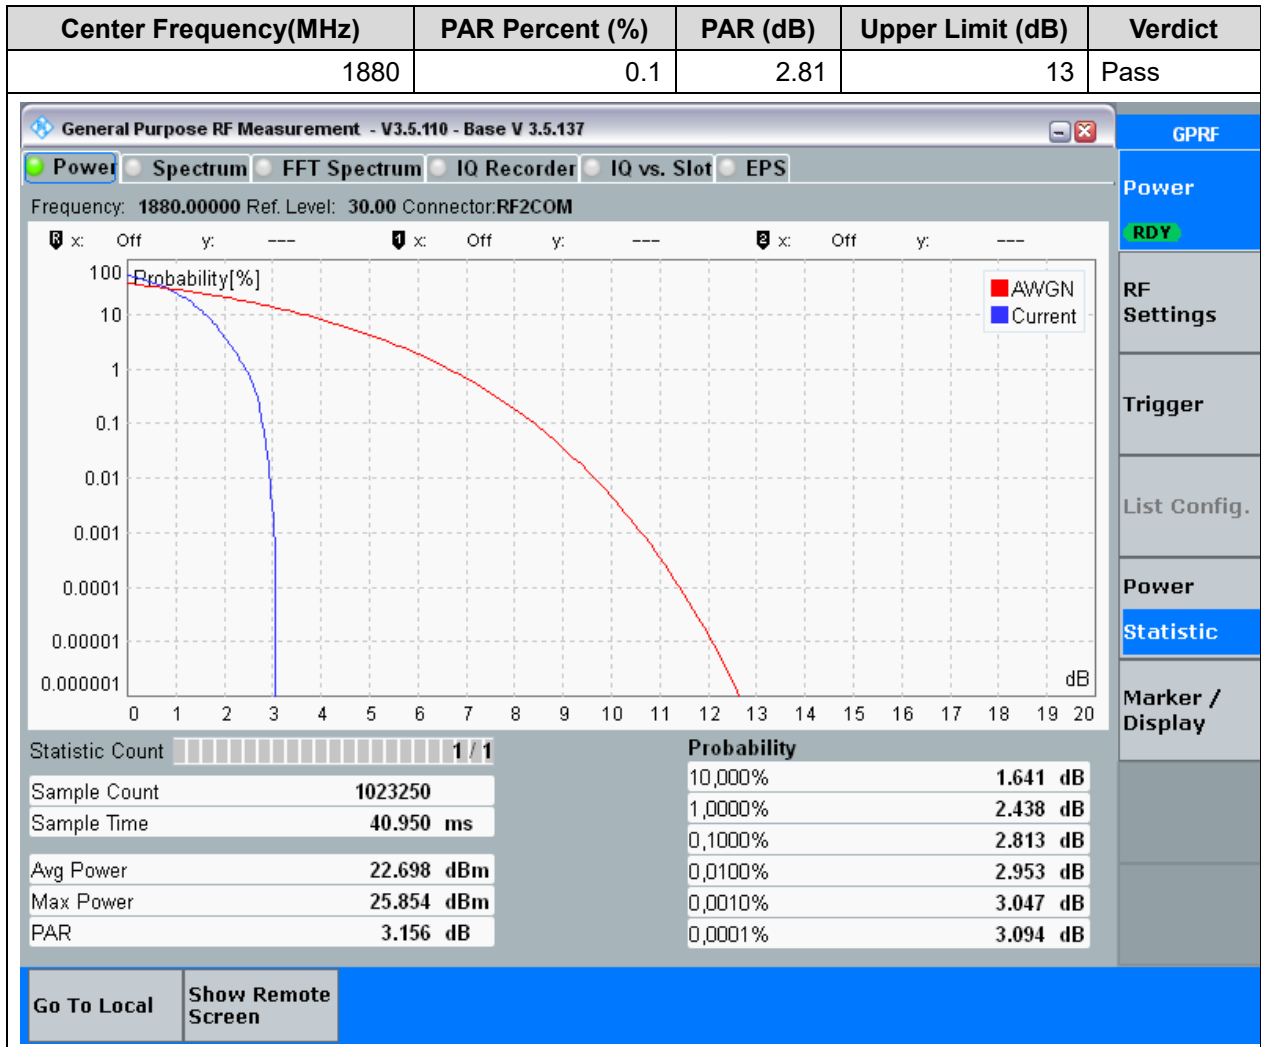 Center Frequency(MHz) PAR Percent (%) PAR (dB) Upper Limit (dB) Verdict
1880 0.1 2.81 13 Pass
General Purpose RF Measurement - V3.5.110 - Base V 3.5.137
GPRF
Power Spectrum FFT Spectrum IQ Recorder IQ vs. Slot EPS
Power
RDY
Frequency: 1880.00000 Ref. Level: 30.00 Connector:RF2COM
R x: Off y: --- 1 x: Off y: --- 2 x: Off y: ---
Probability[%]
AWGN
Current
100
10
1
0.1
0.01
0.001
0.0001
0.00001
0.000001
dB
0 1 2 3 4 5 6 7 8 9 10 11 12 13 14 15 16 17 18 19 20
RF
Settings
Trigger
List Config.
Power
Statistic
Marker /
Display
Statistic Count 1 / 1
Sample Count 1023250
Sample Time 40.950 ms
Avg Power 22.698 dBm
Max Power 25.854 dBm
PAR 3.156 dB
Probability
10,000% 1.641 dB
1,0000% 2.438 dB
0,1000% 2.813 dB
0,0100% 2.953 dB
0,0010% 3.047 dB
0,0001% 3.094 dB
Go To Local
Show Remote
Screen